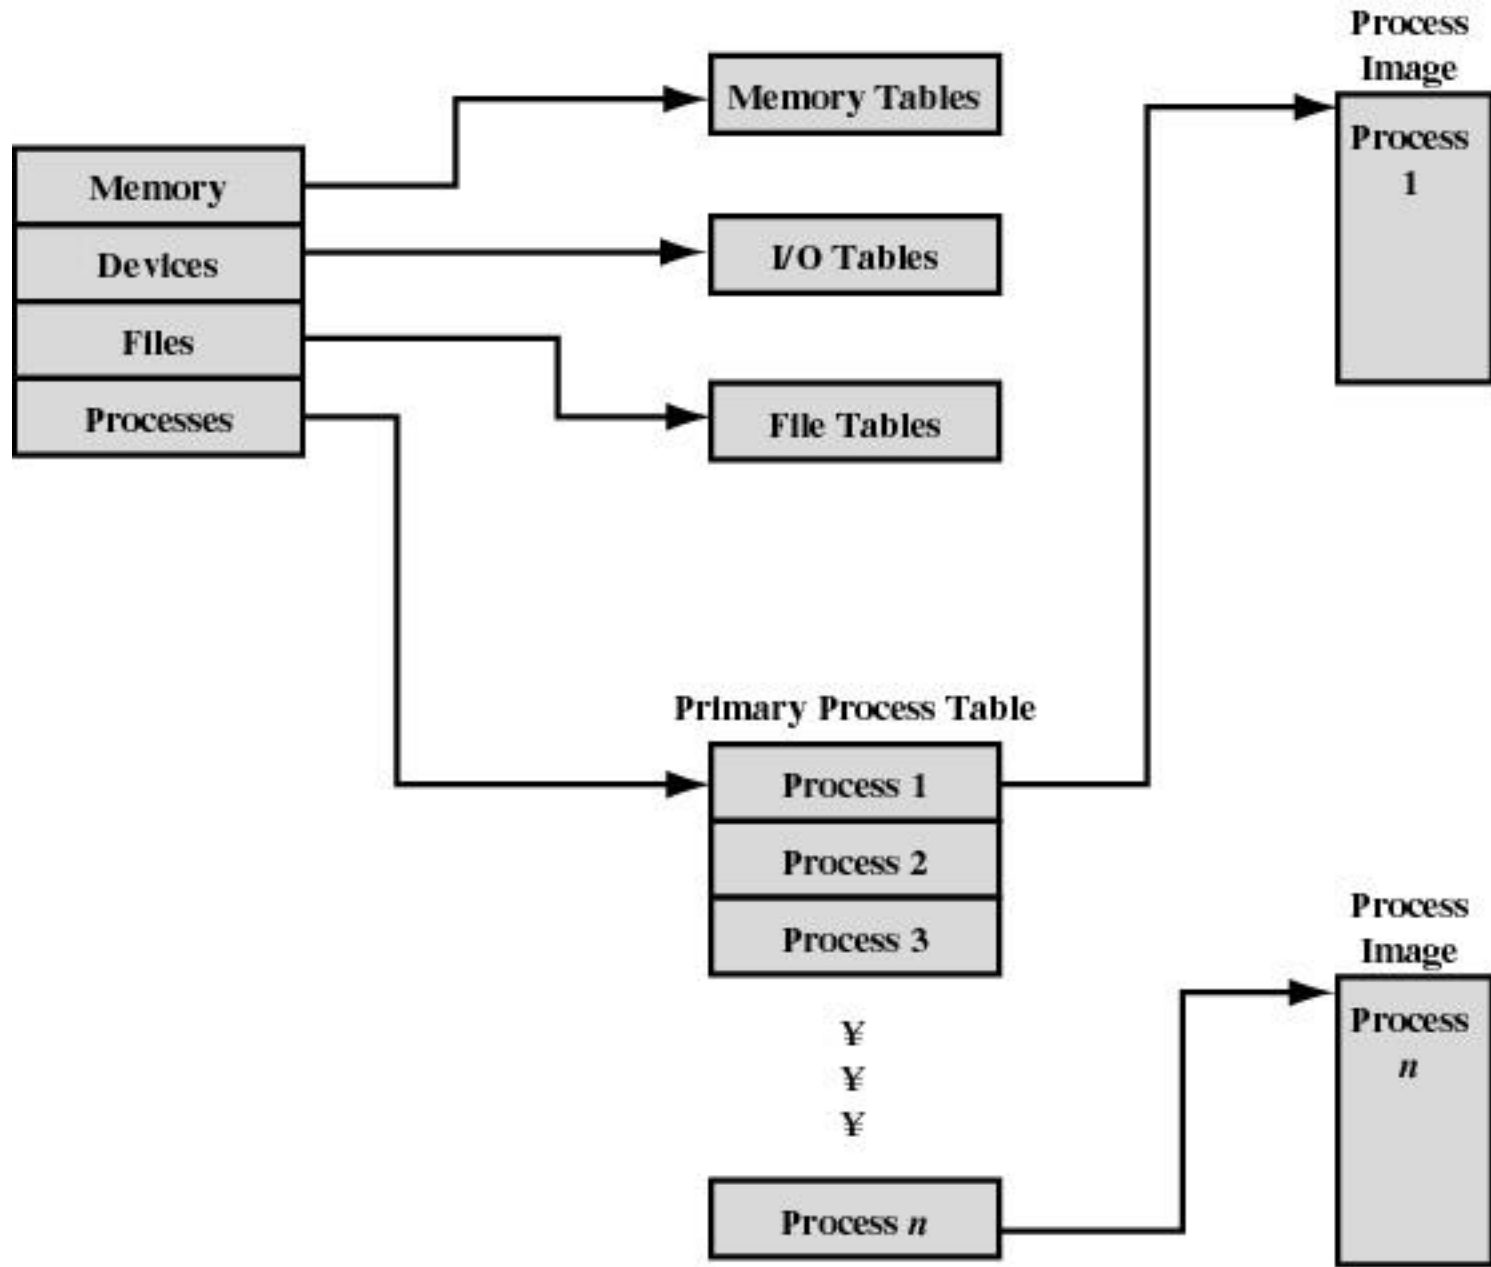 Memory
Devices
Files
Processes
Memory Tables
I/O Tables
File Tables
Primary Process Table
Process 1
Process 2
Process 3
¥
¥
¥
Process n
Process
Image
Process
1
Process
Image
Process
n